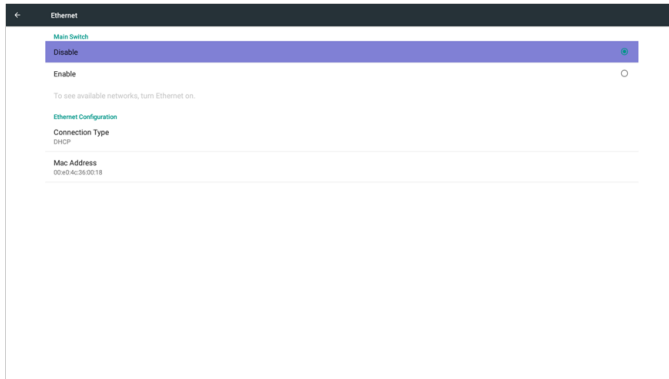 Ethernet
Main Switch
Disable
Enable
To see available networks, turn Ethernet on.
Ethernet Configuration
Connection Type
DHCP
Mac Address
00:e0:4c:36:00:18